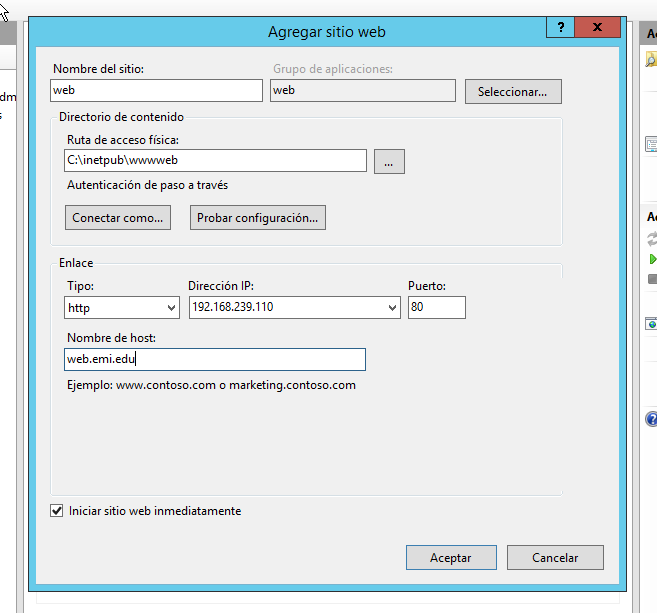 Agregar sitio web
?
x
Nombre del sitio:
Grupo de aplicaciones:
web
web
Seleccionar...
Directorio de contenido
Ruta de acceso física:
C:\inetpub\wwwweb
...
Autenticación de paso a través
Conectar como...
Probar configuración...
Enlace
Tipo:
Dirección IP:
Puerto:
http
192.168.239.110
80
Nombre de host:
web.emi.edu
Ejemplo: www.contoso.com o marketing.contoso.com
Iniciar sitio web inmediatamente
Aceptar
Cancelar